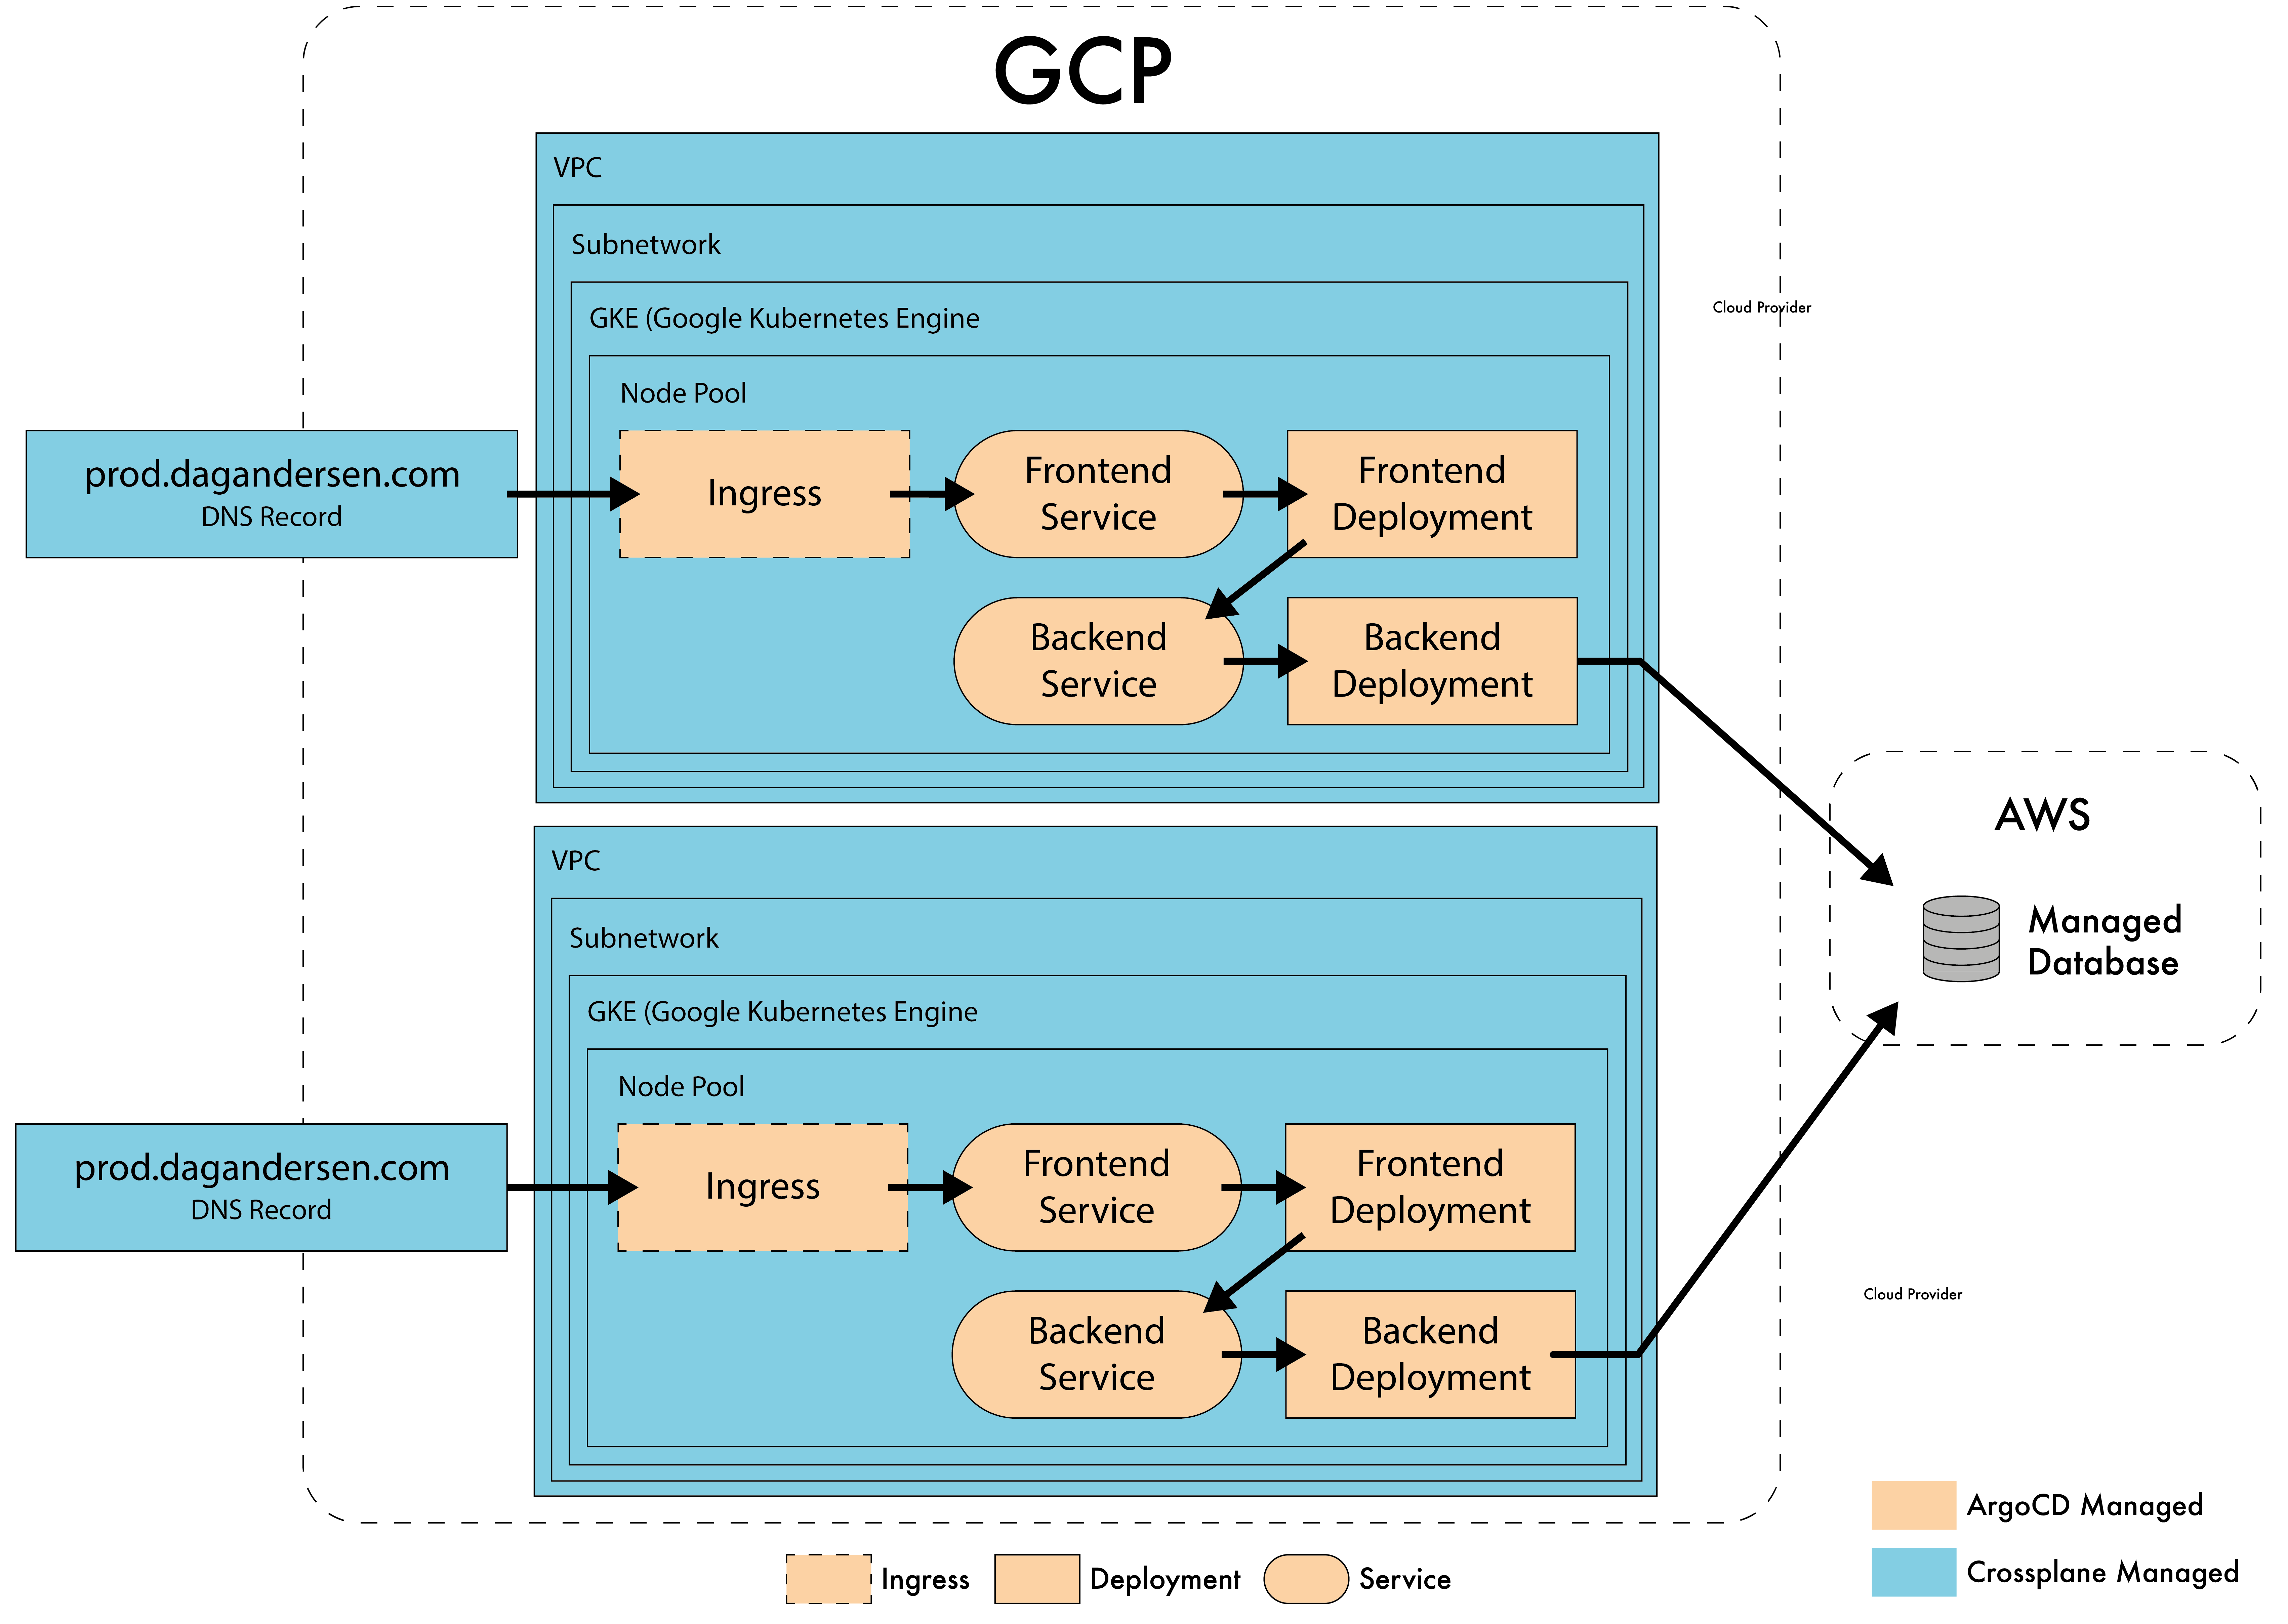 GCP
VPC
Subnetwork
GKE (Google Kubernetes Engine
Cloud Provider
Node Pool
prod.dagandersen.com
DNS Record
Ingress
Frontend
Service
Frontend
Deployment
Backend
Service
Backend
Deployment
AWS
Managed
Database
VPC
Subnetwork
GKE (Google Kubernetes Engine
Node Pool
prod.dagandersen.com
DNS Record
Ingress
Frontend
Service
Frontend
Deployment
Backend
Service
Backend
Deployment
Cloud Provider
ArgoCD Managed
Crossplane Managed
Ingress
Deployment
Service